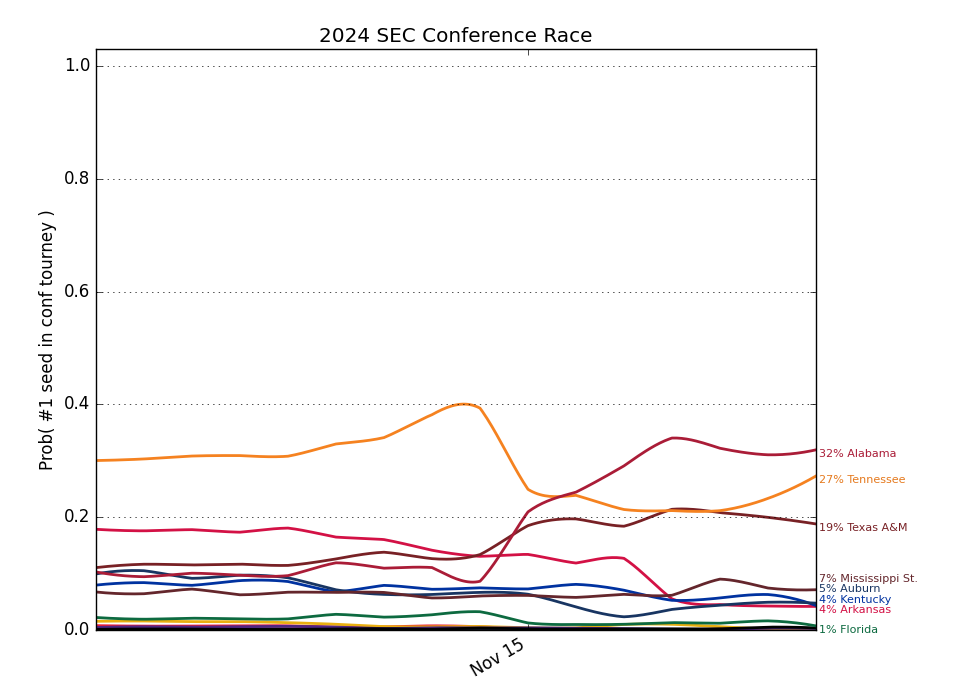 2024 SEC Conference Race
Prob( #1 seed in conf tourney )
1.0
0.8
0.6
0.4
0.2
0.0
Nov 15
32% Alabama
27% Tennessee
19% Texas A&M
7% Mississippi St.
5% Auburn
4% Kentucky
4% Arkansas
1% Florida